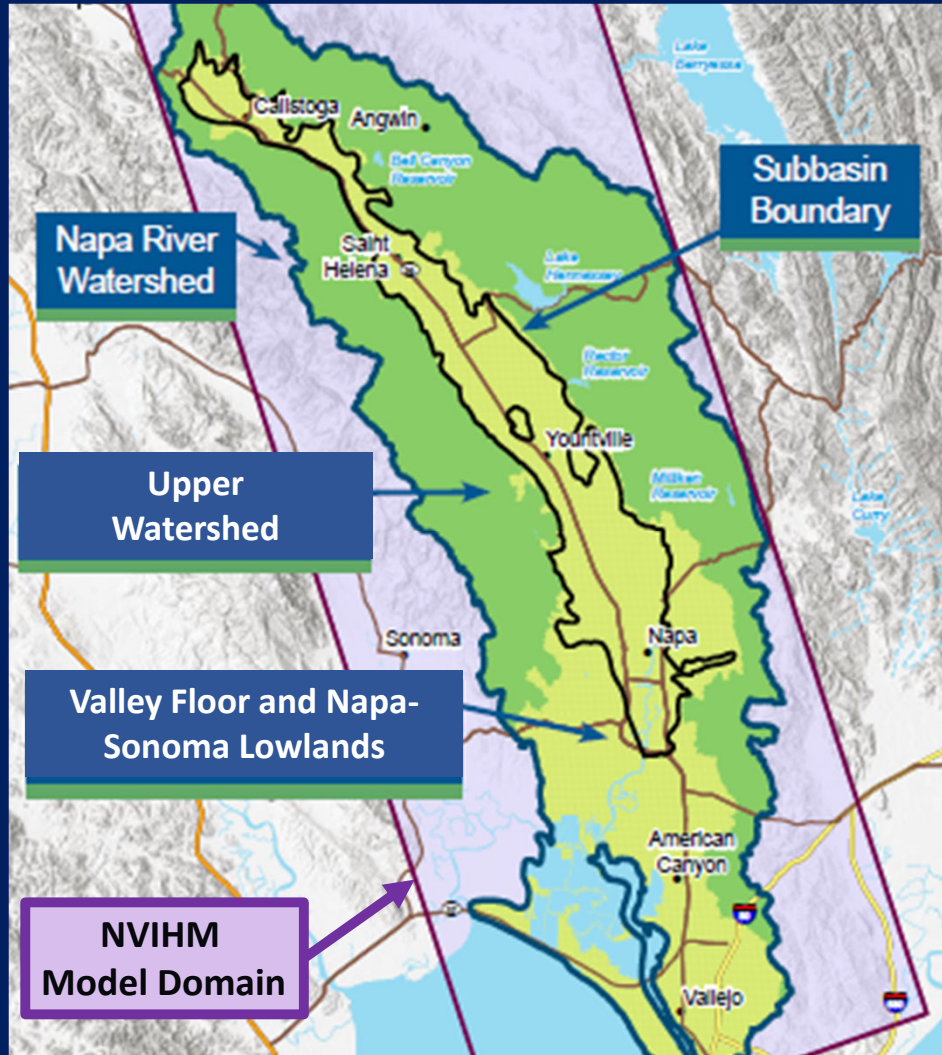 Lake
Berryessa
Calistoga
Angwin
Bell Canyon
Reservoir
Subbasin
Boundary
Napa River
Watershed
Saint
Helena
Lake
Hennessey
Rector
Reservoir
Yountville
Upper
Watershed
Milliken
Reservoir
Lake
Curry
Sonoma
Napa
Valley Floor and Napa-
Sonoma Lowlands
American
Canyon
NVIHM
Model Domain
Vallejo